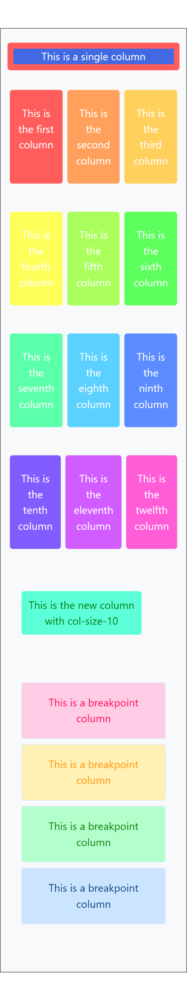 This is a single column
This is
the first
column
This is
the
second
column
This is
the
third
column
This is
the
fourth
column
This is
the
fifth
column
This is
the
sixth
column
This is
the
seventh
column
This is
the
eighth
column
This is
the
ninth
column
This is
the
tenth
column
This is
the
eleventh
column
This is
the
twelfth
column
This is the new column
with col-size-10
This is a breakpoint
column
This is a breakpoint
column
This is a breakpoint
column
This is a breakpoint
column